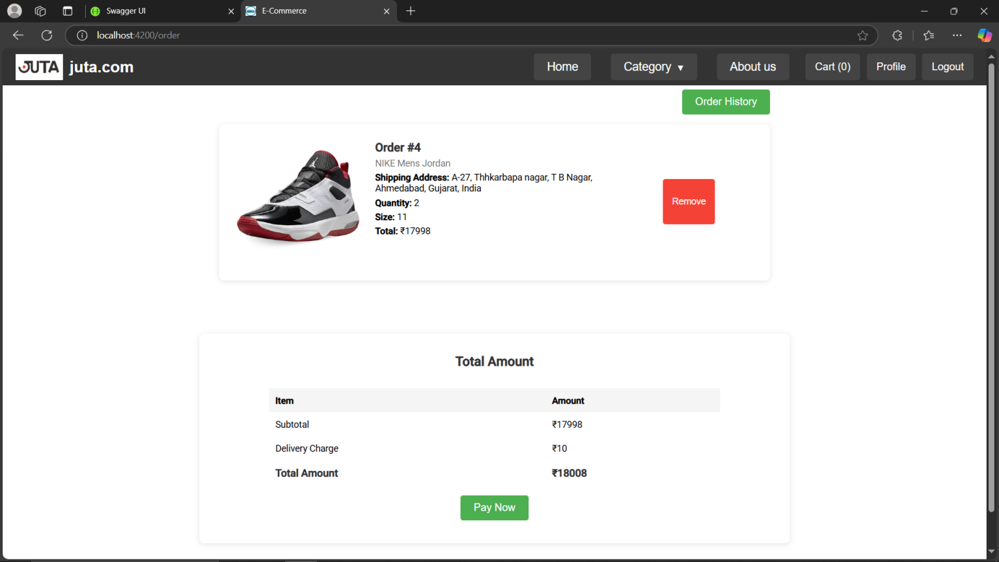 Swagger UI
E-Commerce
localhost:4200/order
JUTA juta.com
Home
Category ▼
About us
Cart (0)
Profile
Logout
Order History
Order #4
NIKE Mens Jordan
Shipping Address: A-27, Thhkarbapa nagar, T B Nagar,
Ahmedabad, Gujarat, India
Quantity: 2
Size: 11
Total: ₹17998
Remove
Total Amount
Item Amount
Subtotal ₹17998
Delivery Charge ₹10
Total Amount ₹18008
Pay Now